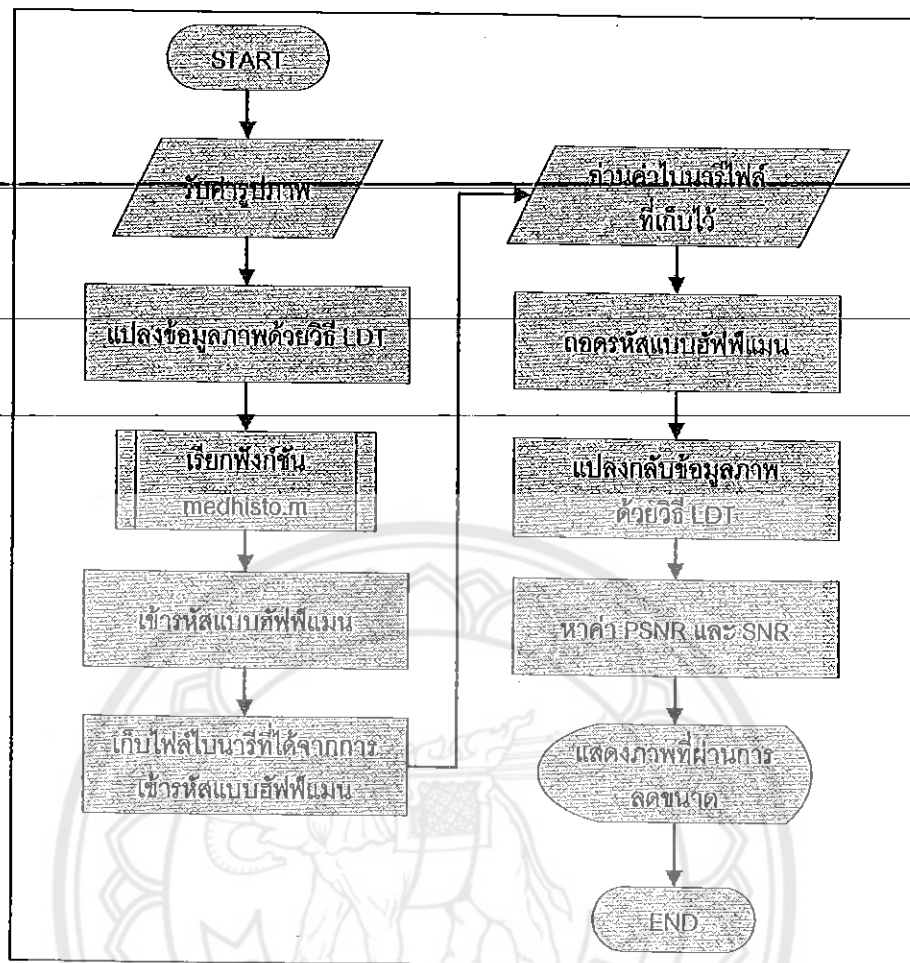 START
รับค่ารูปภาพ
แปลงข้อมูลภาพด้วยวิธี LDT
เรียกฟังก์ชัน
medhisto.m
เข้ารหัสแบบฮัฟฟ์แมน
เก็บไฟล์ไบนารีที่ได้จากการ
เข้ารหัสแบบฮัฟฟ์แมน
อ่านค่าไบนารีไฟล์
ที่เก็บไว้
ถอดรหัสแบบฮัฟฟ์แมน
แปลงกลับข้อมูลภาพ
ด้วยวิธี LDT
หาค่า PSNR และ SNR
แสดงภาพที่ผ่านการ
ลดขนาด
END